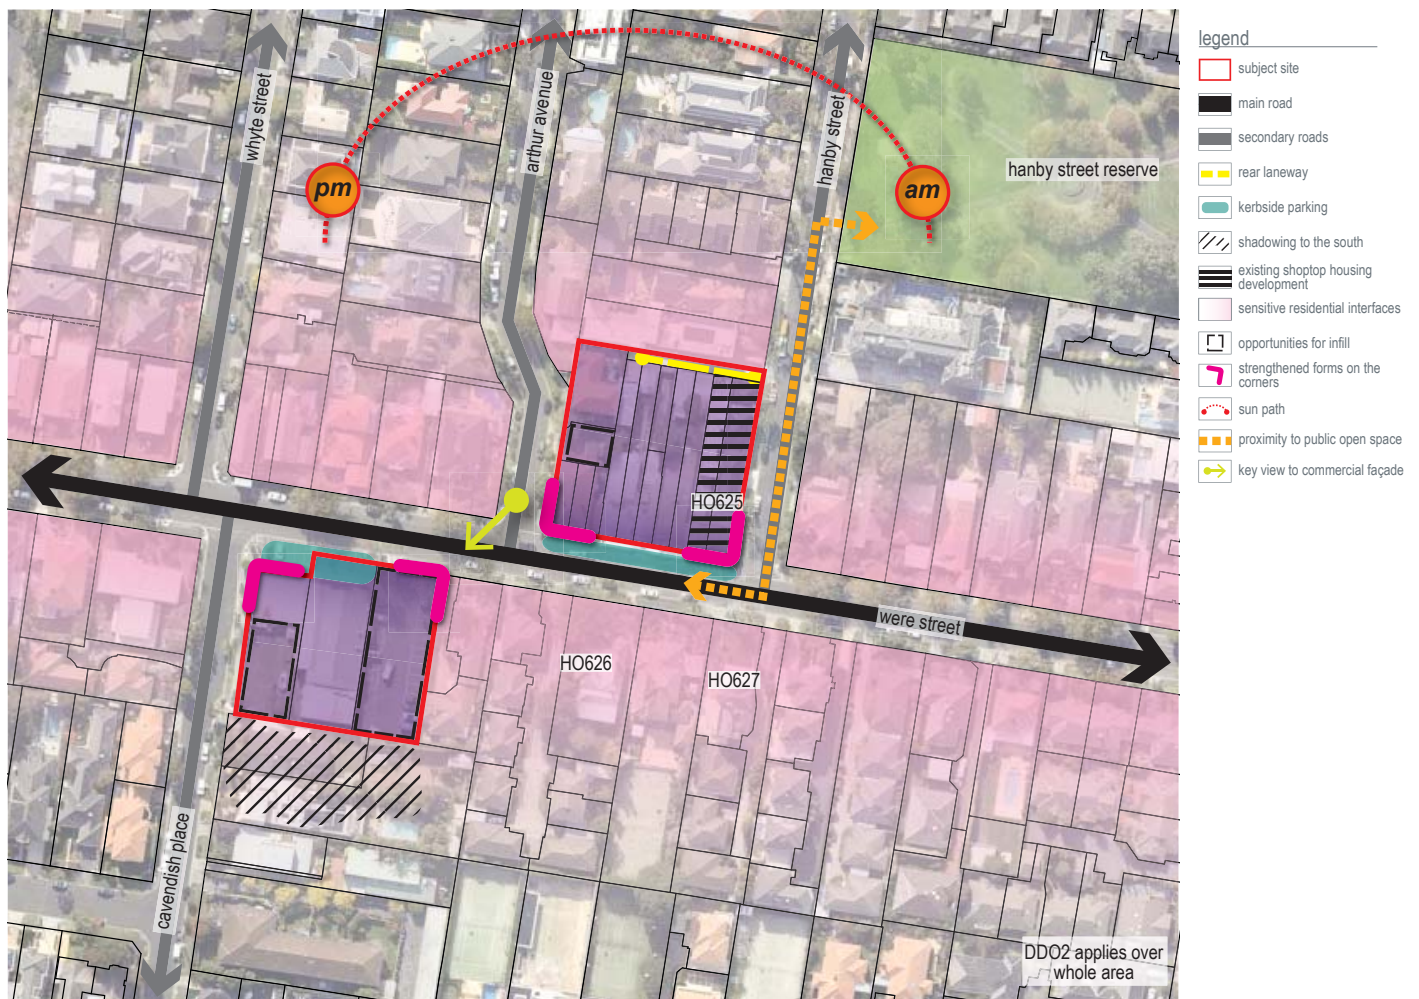 whyte street
arthur avenue
hanby street
hanby street reserve
pm
am
HO625
were street
HO626
HO627
cavendish place
DDO2 applies over
whole area
legend
subject site
main road
secondary roads
rear laneway
kerbside parking
shadowing to the south
existing shoptop housing
development
sensitive residential interfaces
opportunities for infill
strengthened forms on the
corners
sun path
proximity to public open space
key view to commercial façade